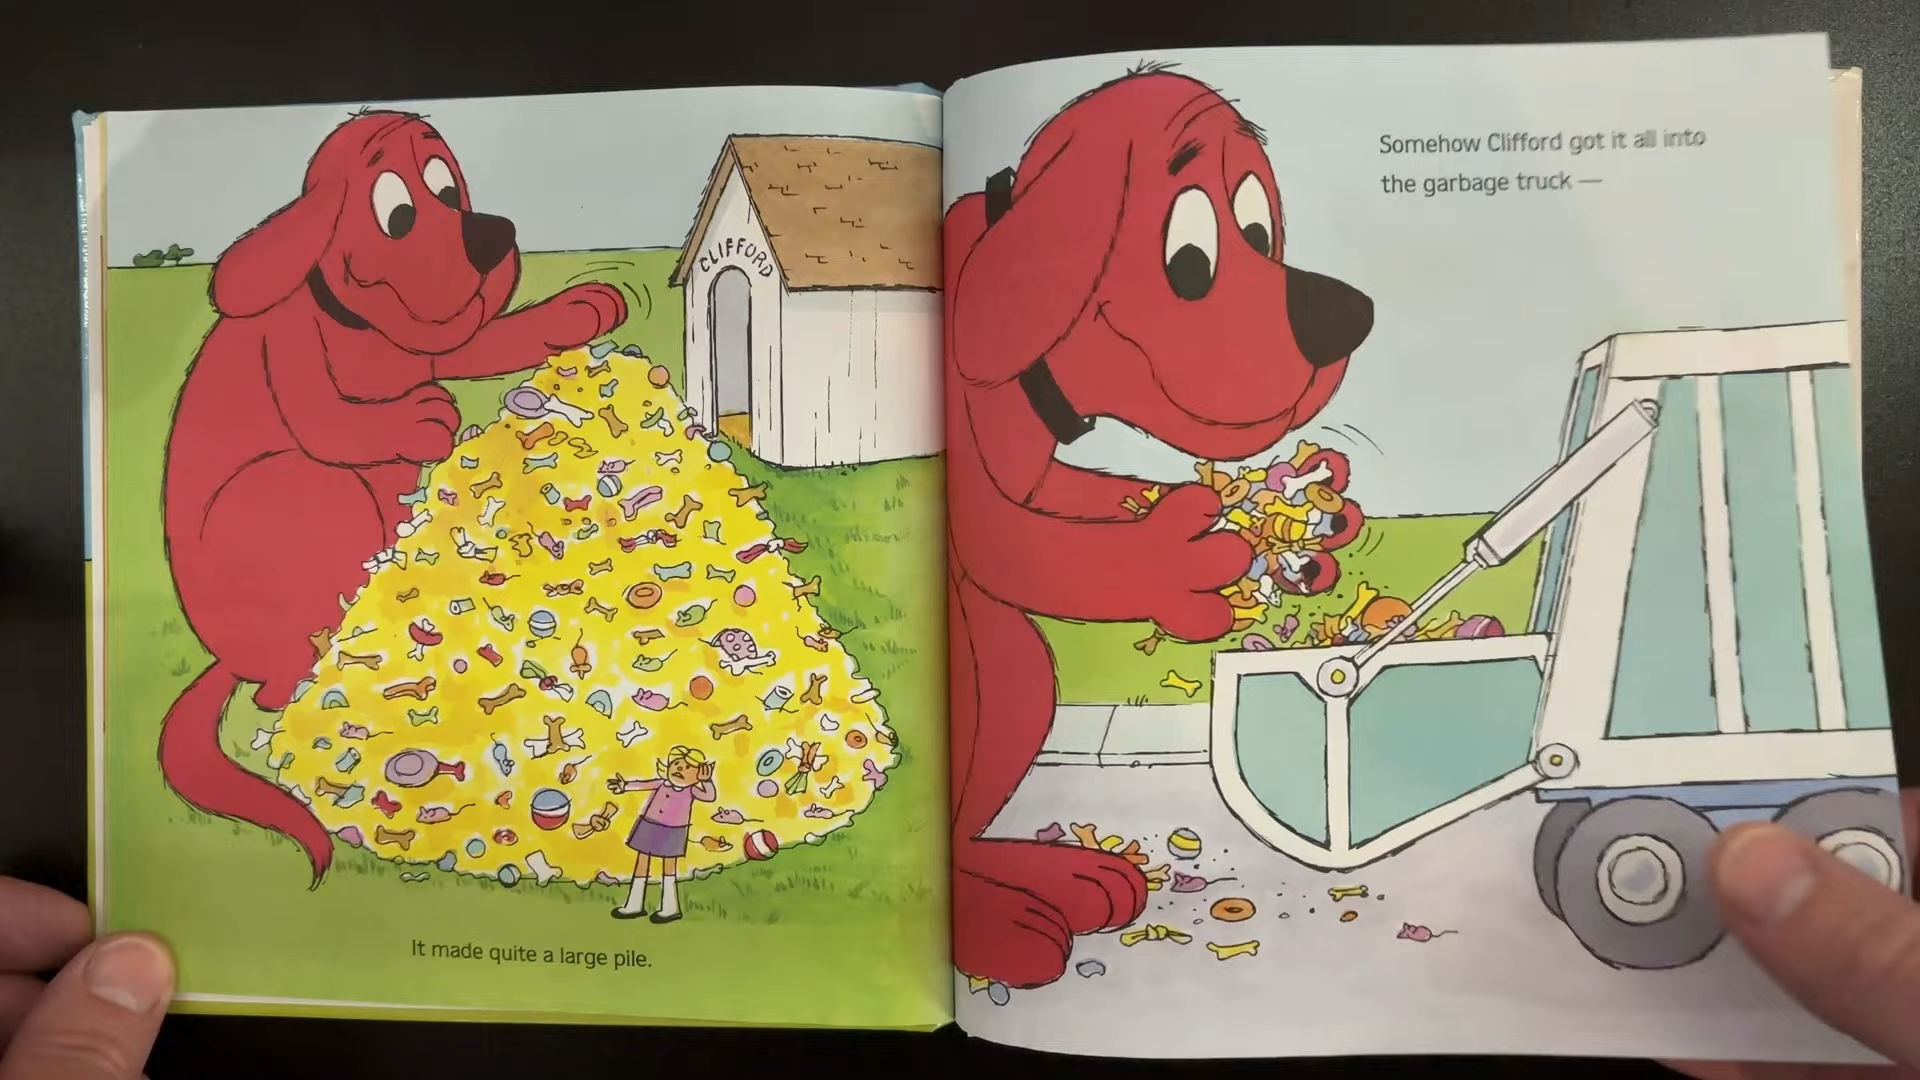 CLIFFORD
It made quite a large pile.
Somehow Clifford got it all into
the garbage truck —